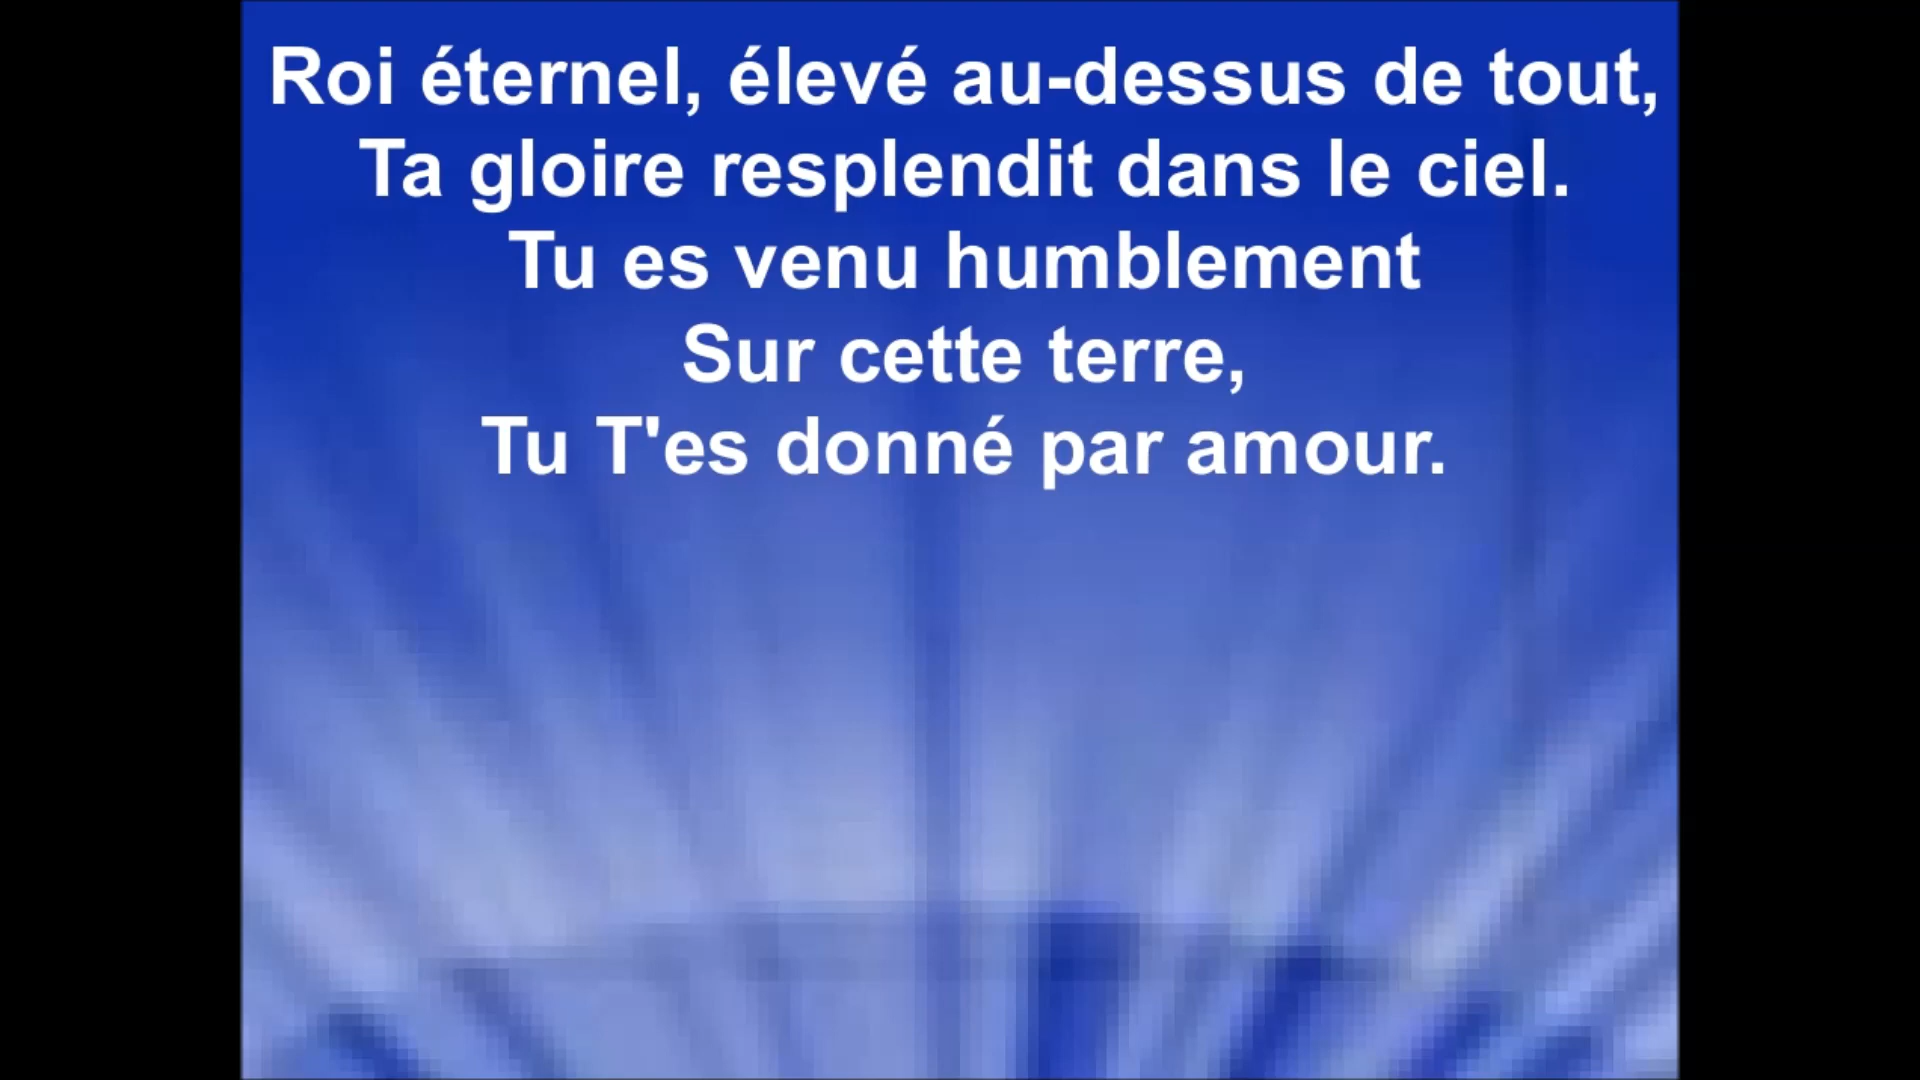 Roi éternel, élevé au-dessus de tout,
Ta gloire resplendit dans le ciel.
Tu es venu humblement
Sur cette terre,
Tu T'es donné par amour.